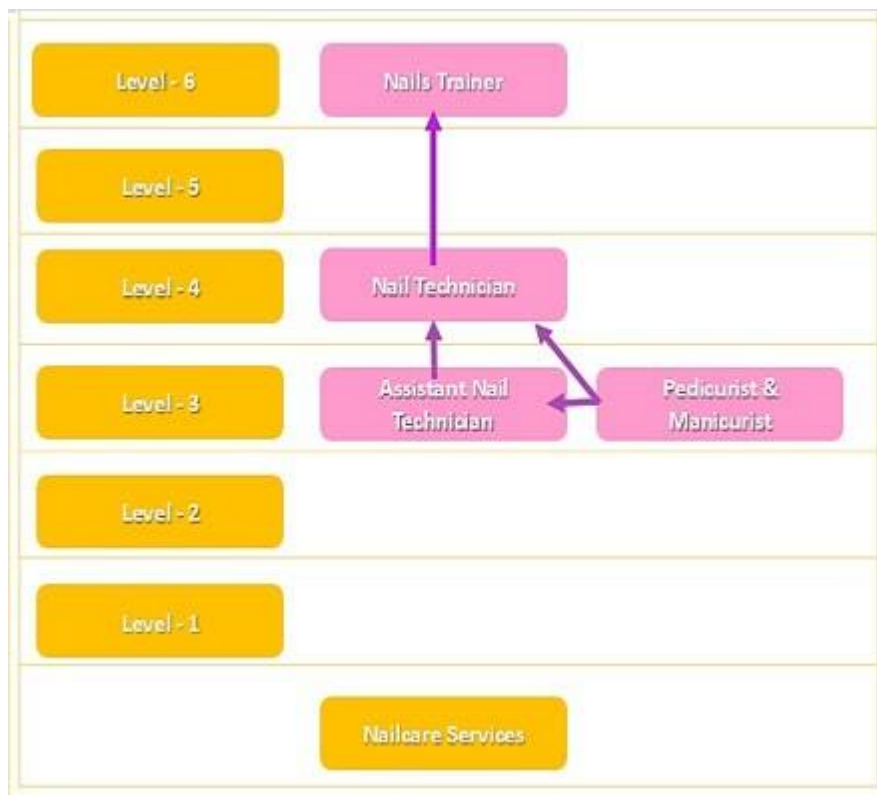 Level - 6
Nails Trainer
Level - 5
Level - 4
Nail Technician
Level - 3
Assistant Nail
Technician
Pedicurist &
Manicurist
Level - 2
Level - 1
Nailcare Services